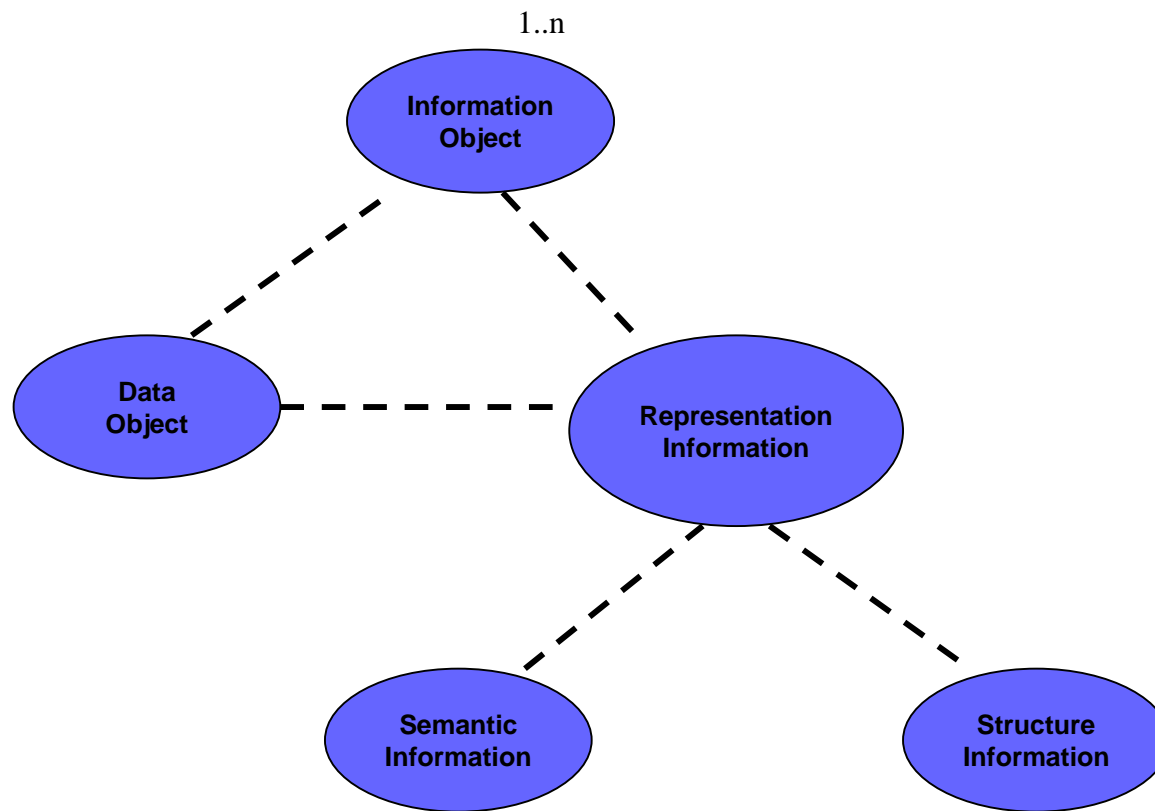 1..n
Information
Object
Data
Object
Representation
Information
Semantic
Information
Structure
Information